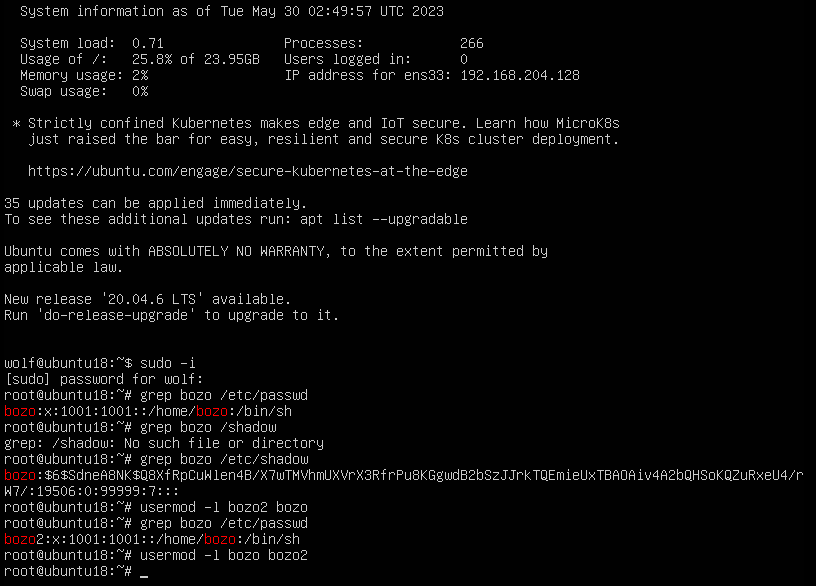 System information as of Tue May 30 02:49:57 UTC 2023
System load:  0.71               Processes:            266
Usage of /:   25.8% of 23.95GB   Users logged in:      0
Memory usage: 2%                 IP address for ens33: 192.168.204.128
Swap usage:   0%
* Strictly confined Kubernetes makes edge and IoT secure. Learn how MicroK8s
just raised the bar for easy, resilient and secure K8s cluster deployment.
https://ubuntu.com/engage/secure-kubernetes-at-the-edge
35 updates can be applied immediately.
To see these additional updates run: apt list --upgradable
Ubuntu comes with ABSOLUTELY NO WARRANTY, to the extent permitted by
applicable law.
New release '20.04.6 LTS' available.
Run 'do-release-upgrade' to upgrade to it.
wolf@ubuntu18:~$ sudo -i
[sudo] password for wolf:
root@ubuntu18:~# grep bozo /etc/passwd
bozo:x:1001:1001::/home/bozo:/bin/sh
root@ubuntu18:~# grep bozo /shadow
grep: /shadow: No such file or directory
root@ubuntu18:~# grep bozo /etc/shadow
bozo:$6$SdneA8NK$Q8XfRpCuWlen4B/X7wTMVhmUXVrX3RfrPu8KGgwdB2bSzJJrkTQEmieUxTBAOAiv4A2bQHSoKQZuRxeU4/r
W7/:19506:0:99999:7:::
root@ubuntu18:~# usermod -l bozo2 bozo
root@ubuntu18:~# grep bozo /etc/passwd
bozo2:x:1001:1001::/home/bozo:/bin/sh
root@ubuntu18:~# usermod -l bozo bozo2
root@ubuntu18:~# _